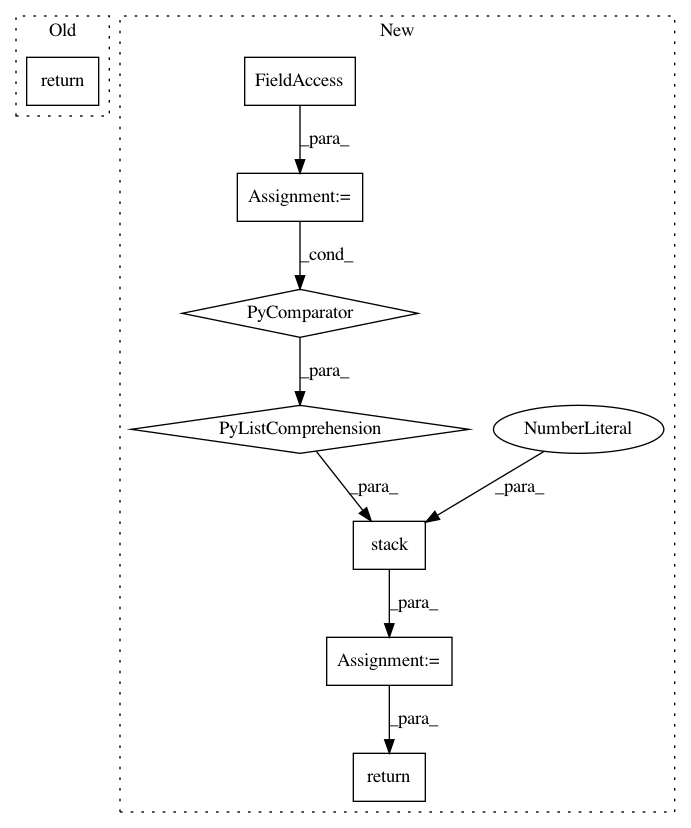 Old
New
return
FieldAccess
_para_
Assignment:=
_cond_
PyComparator
_para_
PyListComprehension
NumberLiteral
_para_
_para_
stack
_para_
Assignment:=
_para_
return